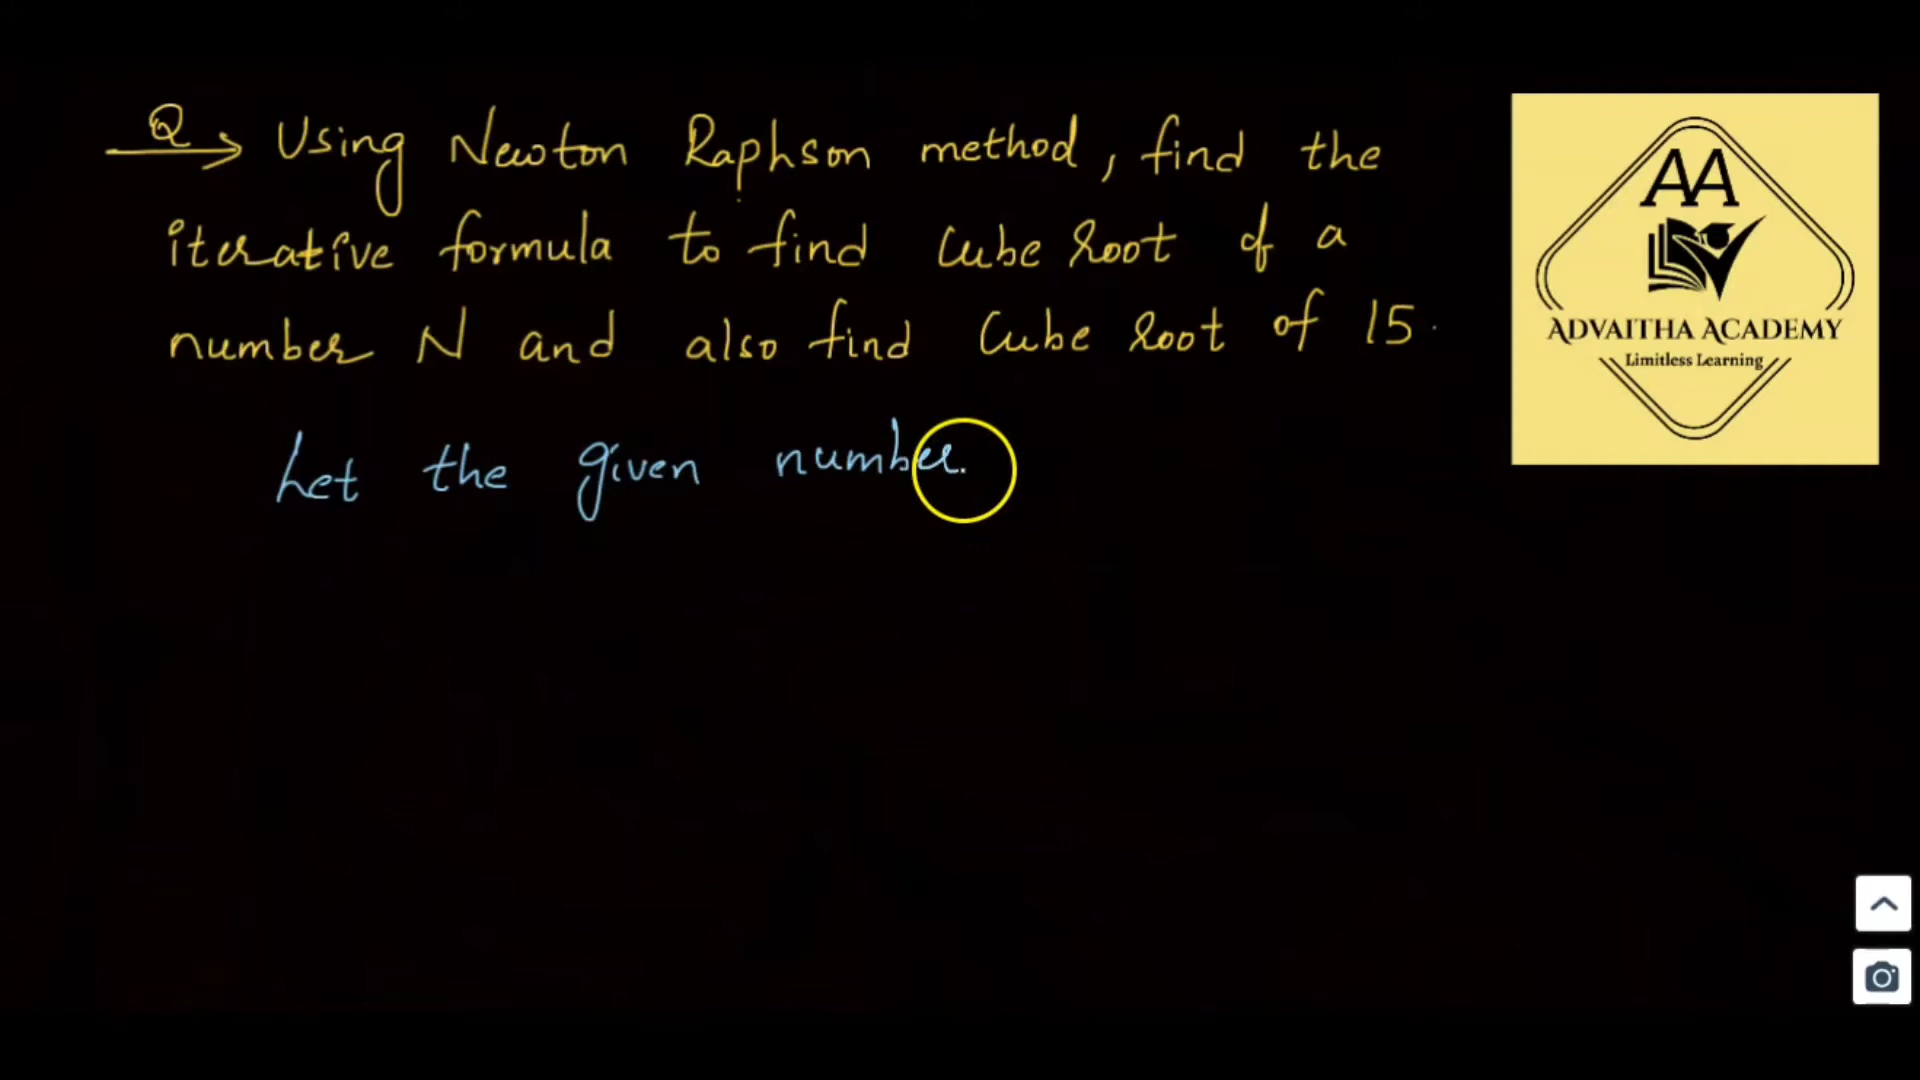 Q → Using Newton Raphson method, find the
iterative formula to find cube root of a
number N and also find Cube root of 15.
Let the given number.
AA
ADVAITHA ACADEMY
Limitless Learning